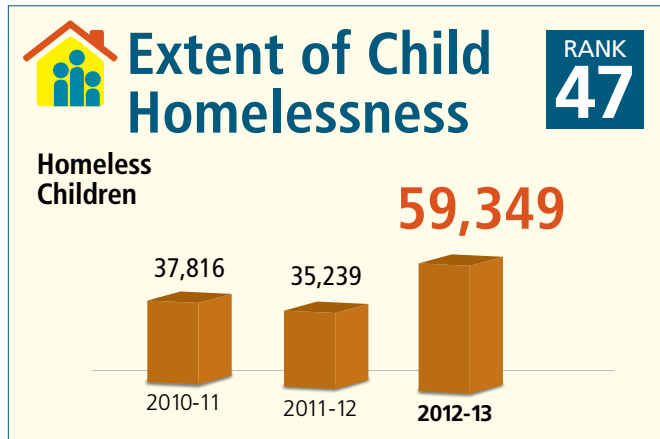 Extent of Child
Homelessness
RANK
47
Homeless
Children
59,349
37,816
35,239
2010-11
2011-12
2012-13